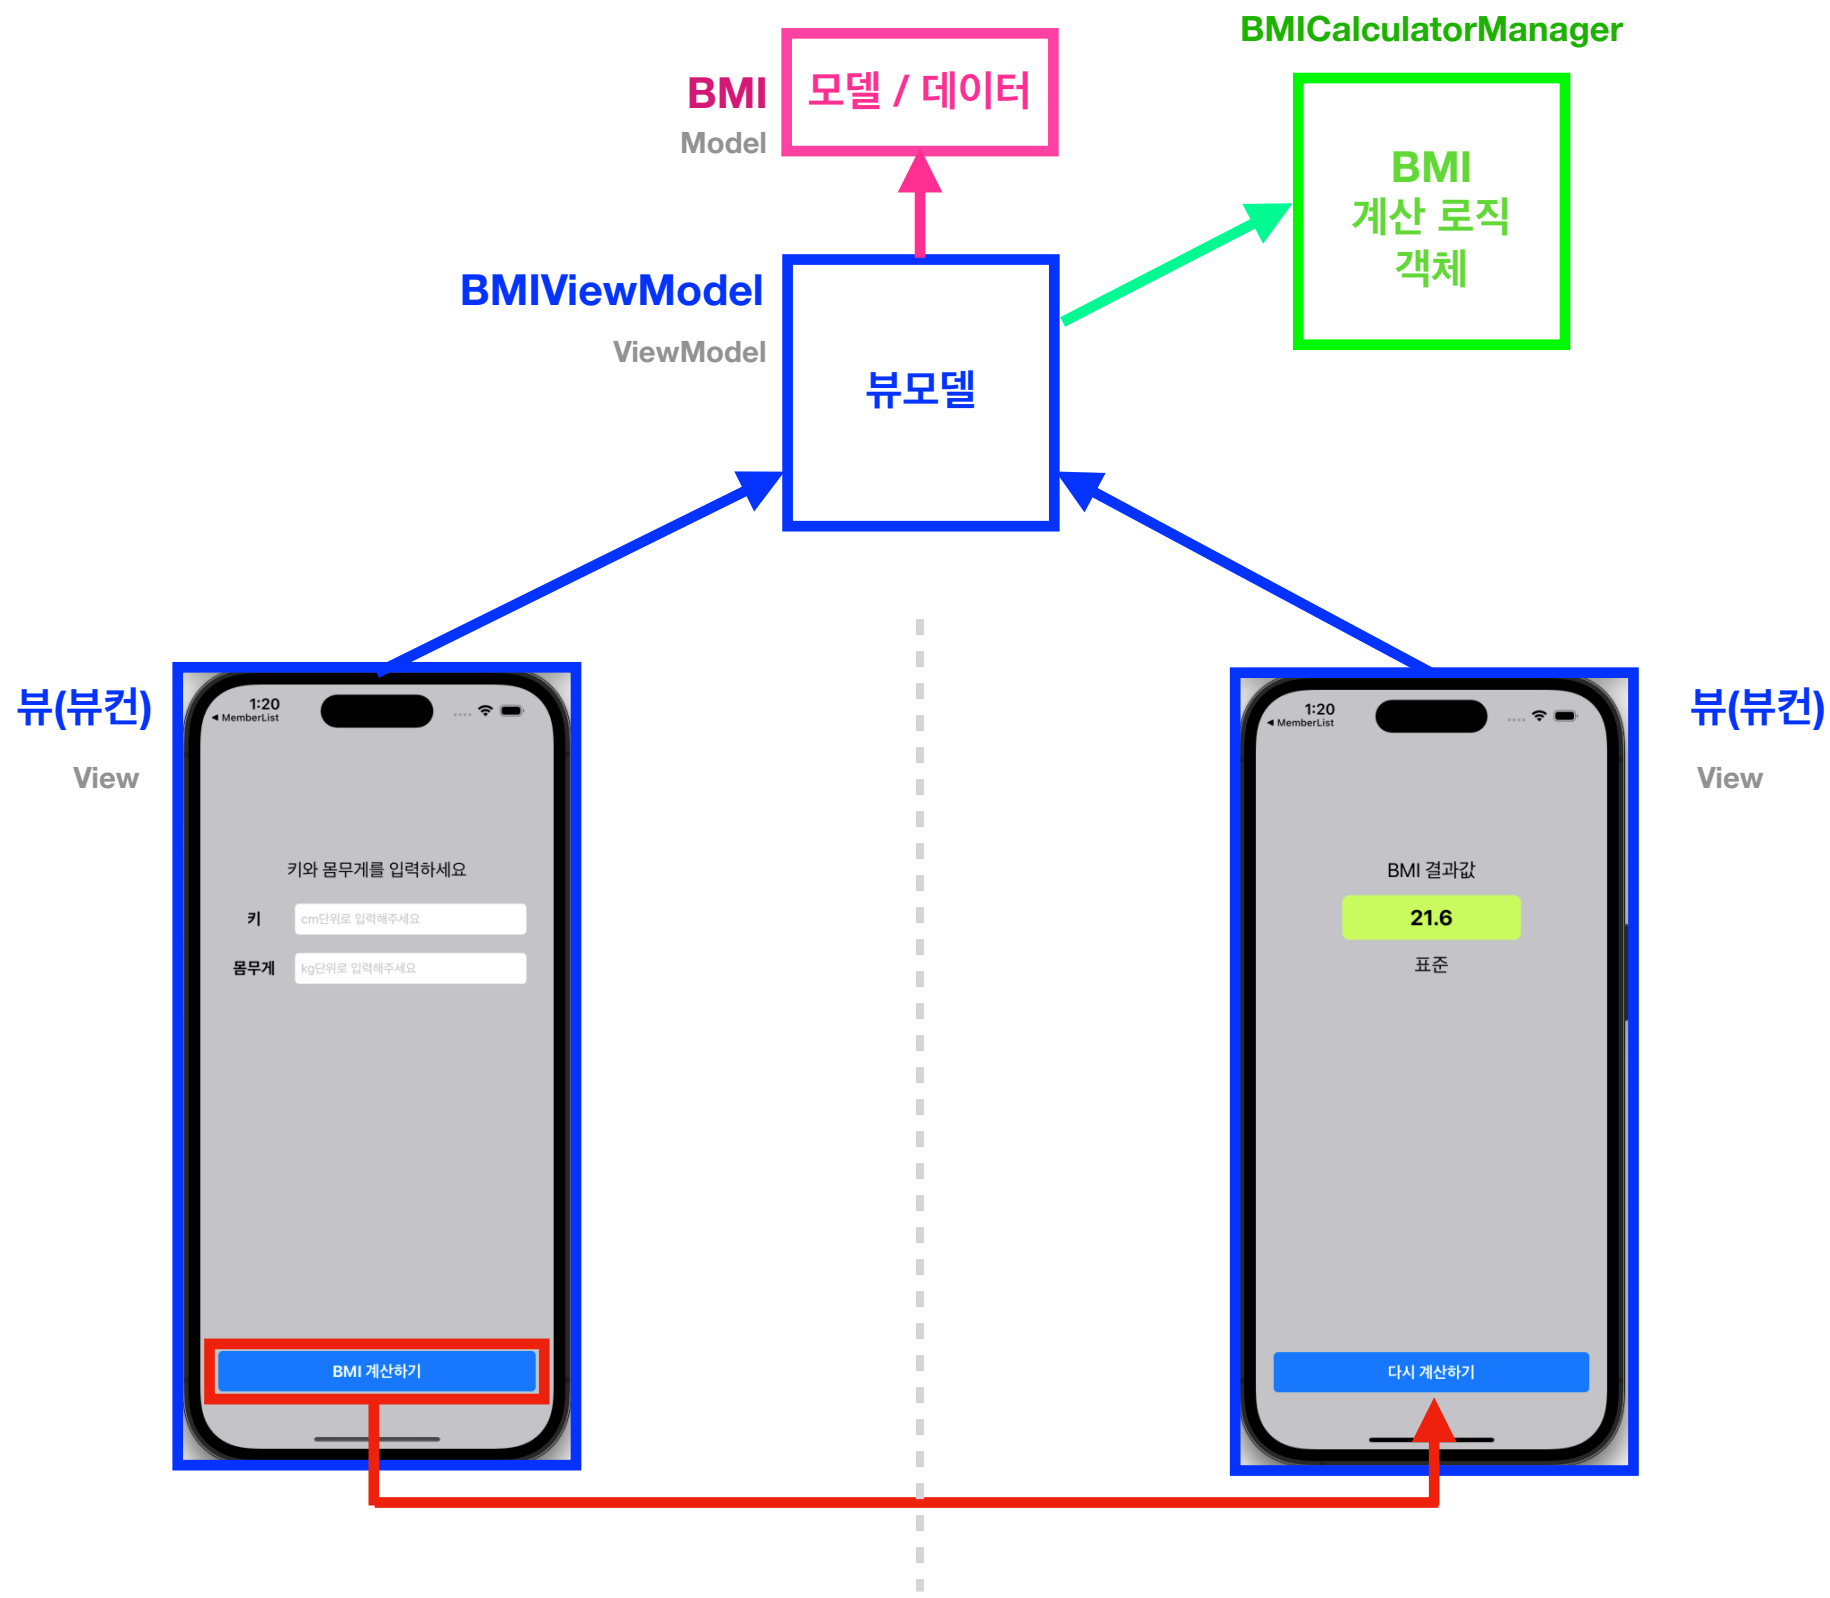 BMICalculatorManager
BMI
Model
모델 / 데이터
BMI
계산 로직
객체
BMIViewModel
ViewModel
뷰모델
뷰(뷰컨)
View
1:20
◀ MemberList
키와 몸무게를 입력하세요
키
cm단위로 입력해주세요
몸무게
kg단위로 입력해주세요
BMI 계산하기
뷰(뷰컨)
View
1:20
◀ MemberList
BMI 결과값
21.6
표준
다시 계산하기